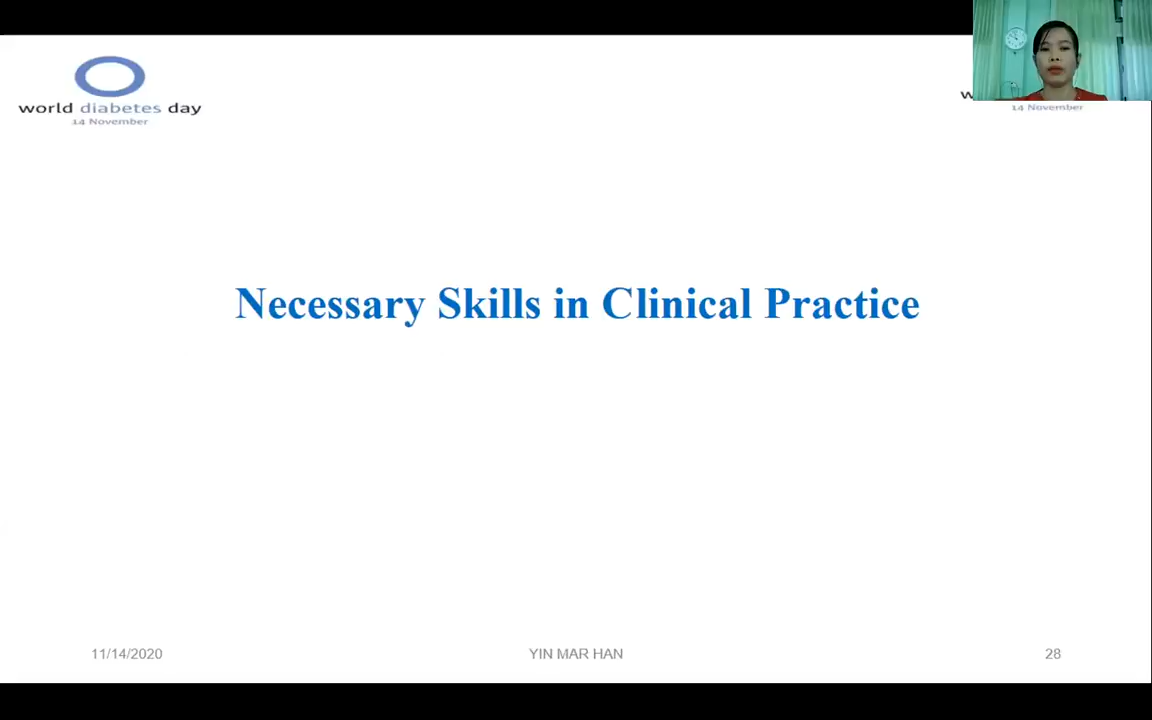 world diabetes day
14 November
14 November
Necessary Skills in Clinical Practice
11/14/2020
YIN MAR HAN
28